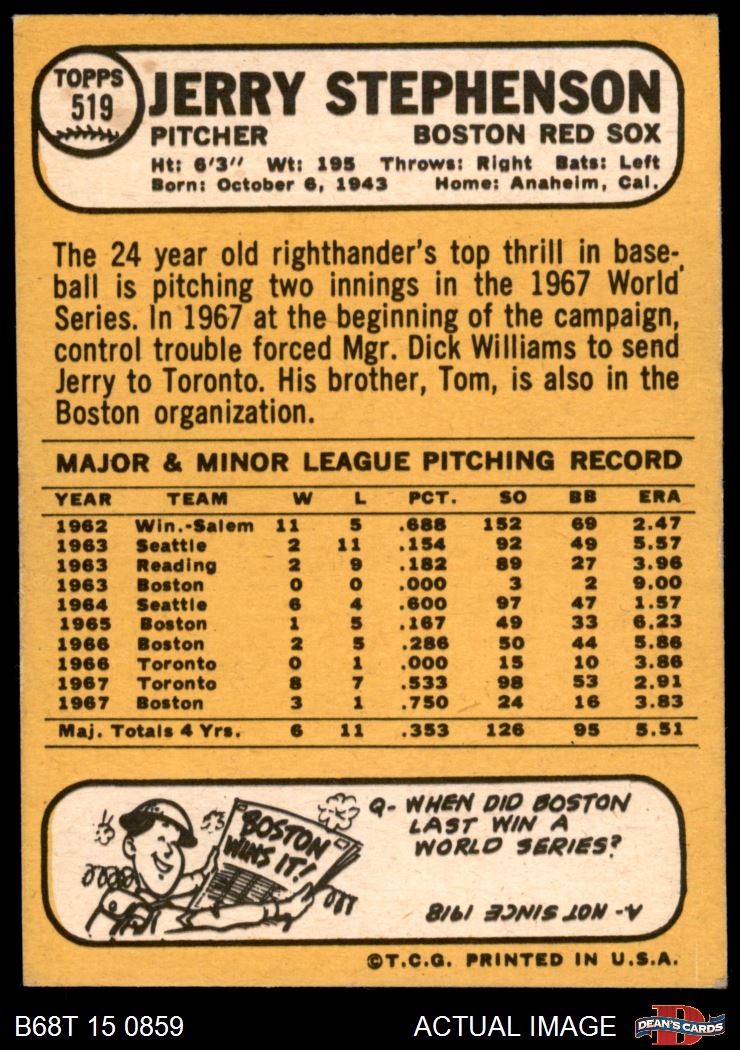 TOPPS
519
JERRY STEPHENSON
PITCHER BOSTON RED SOX
Ht: 6'3" Wt: 195 Throws: Right Bats: Left
Born: October 6, 1943 Home: Anaheim, Cal.
The 24 year old righthander's top thrill in base-
ball is pitching two innings in the 1967 World
Series. In 1967 at the beginning of the campaign,
control trouble forced Mgr. Dick Williams to send
Jerry to Toronto. His brother, Tom, is also in the
Boston organization.
MAJOR & MINOR LEAGUE PITCHING RECORD
YEAR TEAM W L PCT. SO BB ERA
1962 Win.-Salem 11 5 .688 152 69 2.47
1963 Seattle 2 11 .154 92 49 5.57
1963 Reading 2 9 .182 89 27 3.96
1963 Boston 0 0 .000 3 2 9.00
1964 Seattle 6 4 .600 97 47 1.57
1965 Boston 1 5 .167 49 33 6.23
1966 Boston 2 5 .286 50 44 5.86
1966 Toronto 0 1 .000 15 10 3.86
1967 Toronto 8 7 .533 98 53 2.91
1967 Boston 3 1 .750 24 16 3.83
Maj. Totals 4 Yrs. 6 11 .353 126 95 5.51
BOSTON
WINS IT!
Q- WHEN DID BOSTON
LAST WIN A
WORLD SERIES?
A- NOT SINCE 1918
©T.C.G. PRINTED IN U.S.A.
B68T 15 0859 ACTUAL IMAGE
D
DEAN'S CARDS